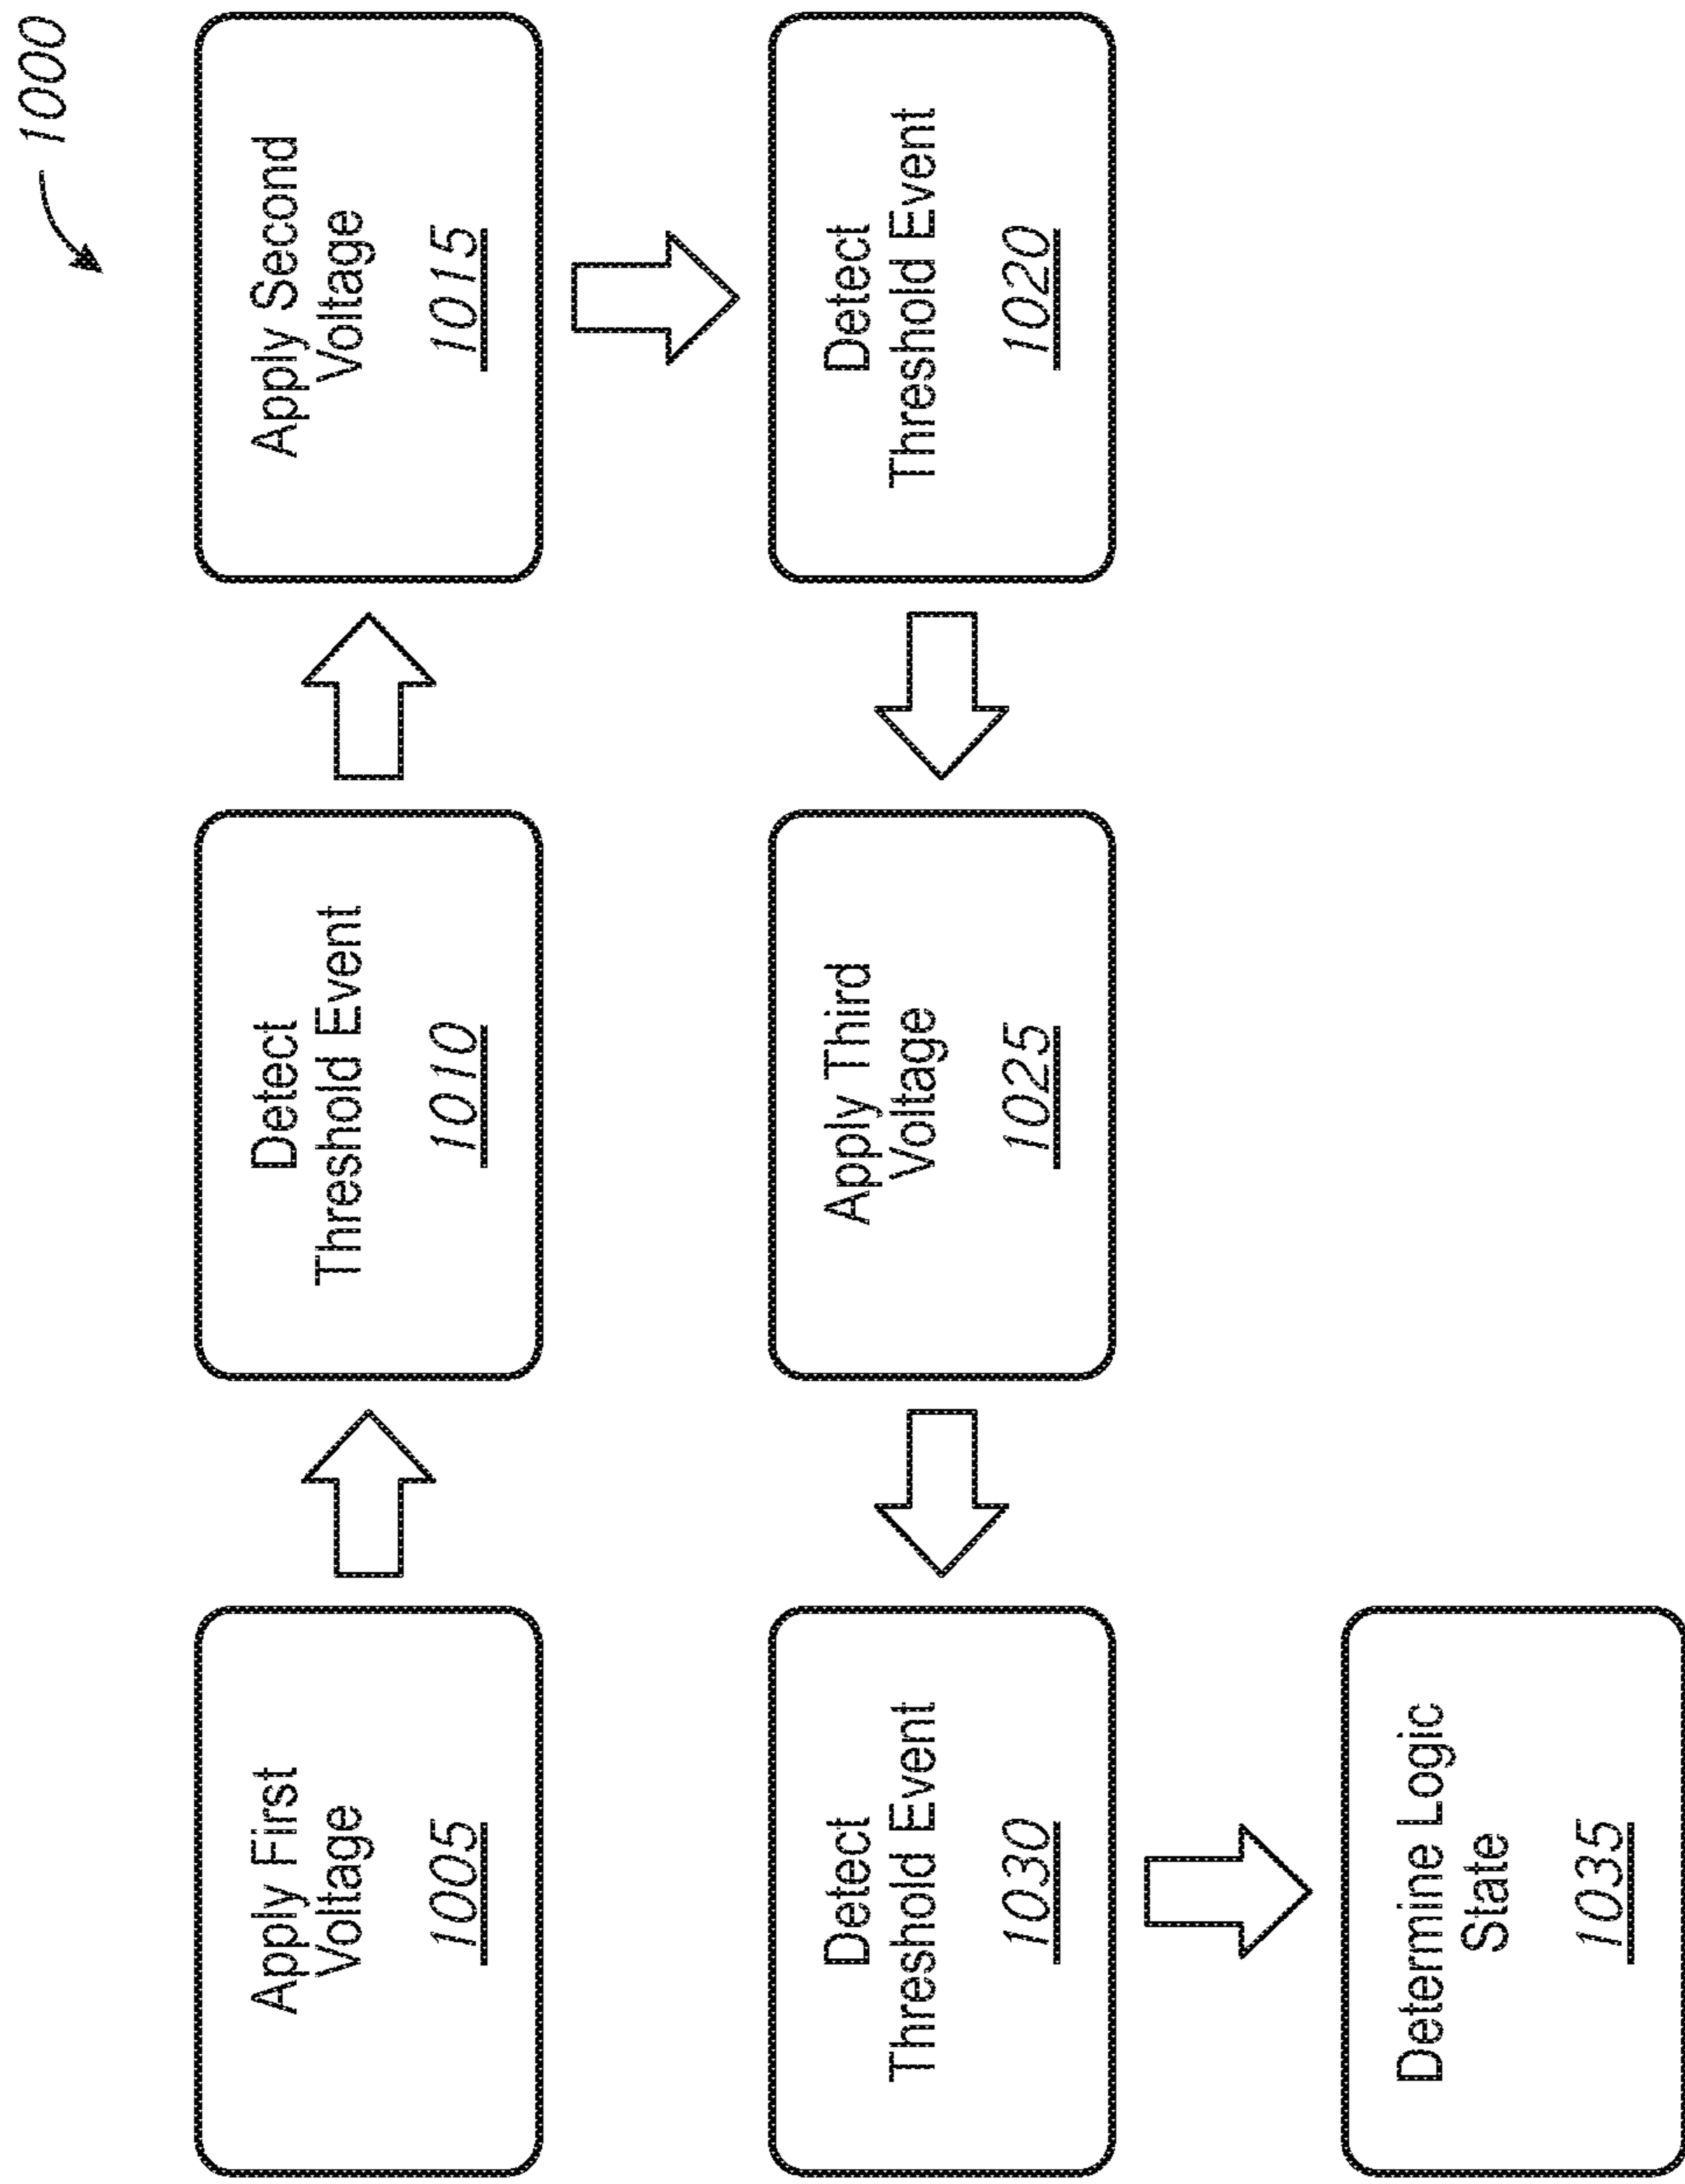 1000
Apply First
Voltage
1005
Detect
Threshold Event
1010
Apply Second
Voltage
1015
Detect
Threshold Event
1020
Apply Third
Voltage
1025
Detect
Threshold Event
1030
Determine Logic
State
1035